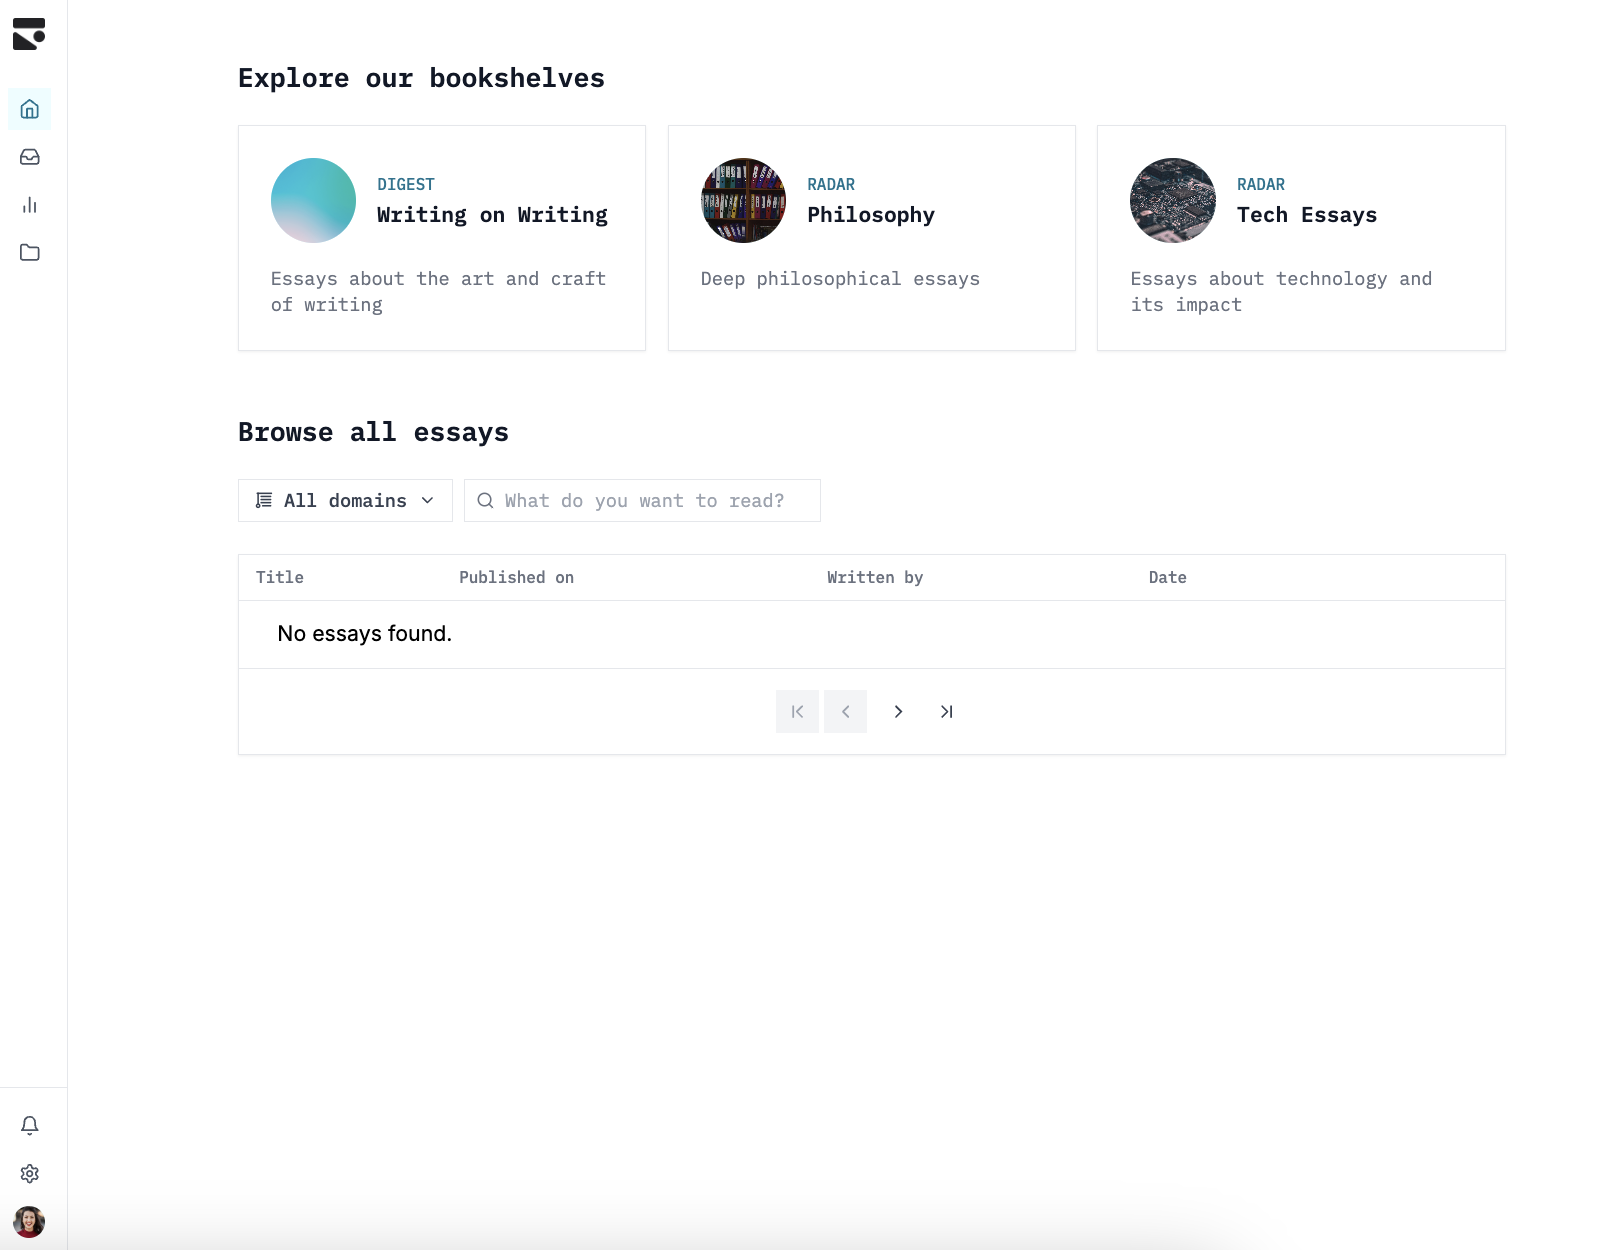 Explore our bookshelves
DIGEST
Writing on Writing
Essays about the art and craft
of writing
RADAR
Philosophy
Deep philosophical essays
RADAR
Tech Essays
Essays about technology and
its impact
Browse all essays
All domains
What do you want to read?
Title Published on Written by Date
No essays found.